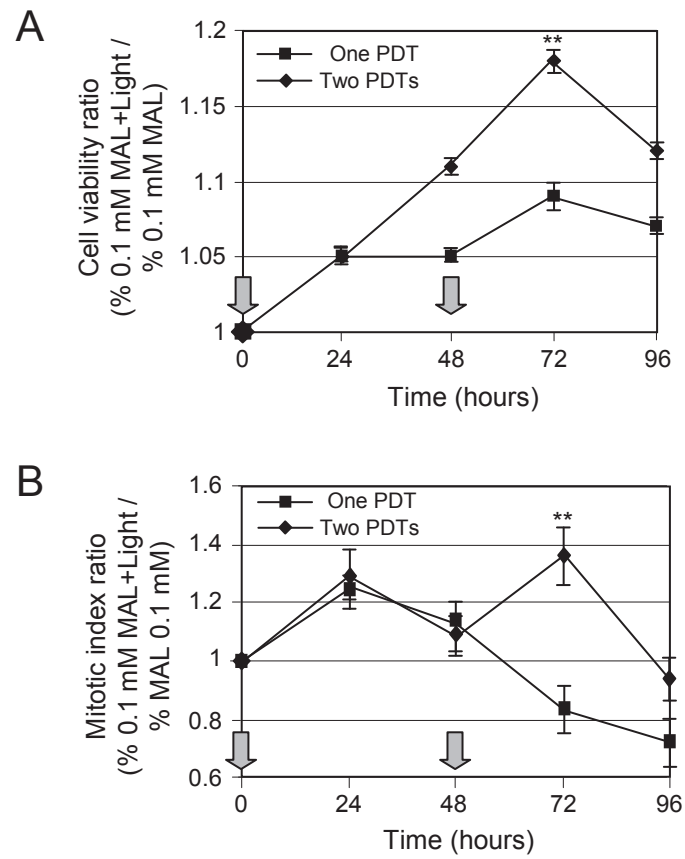 A
Cell viability ratio
(% 0.1 mM MAL+Light /
% 0.1 mM MAL)
1.2
1.15
1.1
1.05
1
One PDT
Two PDTs
**
0 24 48 72 96
Time (hours)
B
Mitotic index ratio
(% 0.1 mM MAL+Light /
% MAL 0.1 mM)
1.6
1.4
1.2
1
0.8
0.6
One PDT
Two PDTs
**
0 24 48 72 96
Time (hours)